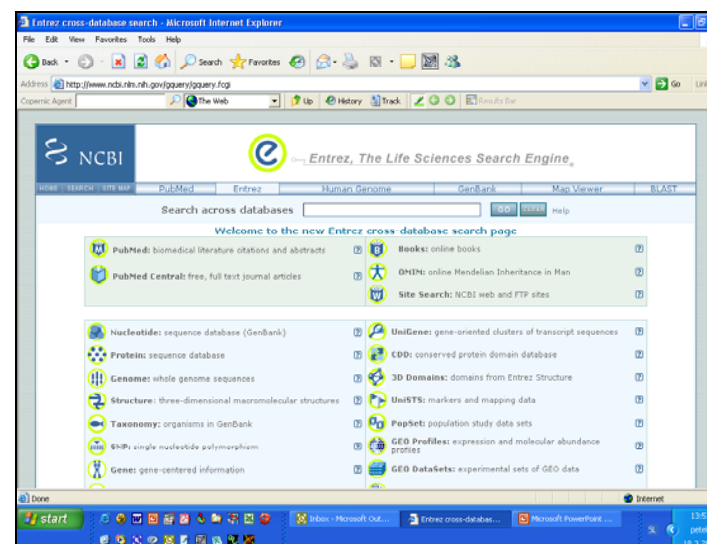 Entrez cross-database search - Microsoft Internet Explorer
File Edit View Favorites Tools Help
Back Search Favorites
Address http://www.ncbi.nlm.nih.gov/gquery/gquery.fcgi Go
Copernic Agent The Web Up History Track Results Bar
NCBI
Entrez, The Life Sciences Search Engine
HOME SEARCH SITE MAP PubMed Entrez Human Genome GenBank Map Viewer BLAST
Search across databases GO CLEAR Help
Welcome to the new Entrez cross-database search page
PubMed: biomedical literature citations and abstracts
Books: online books
PubMed Central: free, full text journal articles
OMIM: online Mendelian Inheritance in Man
Site Search: NCBI web and FTP sites
Nucleotide: sequence database (GenBank)
UniGene: gene-oriented clusters of transcript sequences
Protein: sequence database
CDD: conserved protein domain database
Genome: whole genome sequences
3D Domains: domains from Entrez Structure
Structure: three-dimensional macromolecular structures
UniSTS: markers and mapping data
Taxonomy: organisms in GenBank
PopSet: population study data sets
SNP: single nucleotide polymorphism
GEO Profiles: expression and molecular abundance
profiles
Gene: gene-centered information
GEO DataSets: experimental sets of GEO data
Done Internet
start Inbox - Microsoft Out... Entrez cross-databas... Microsoft PowerPoint ...